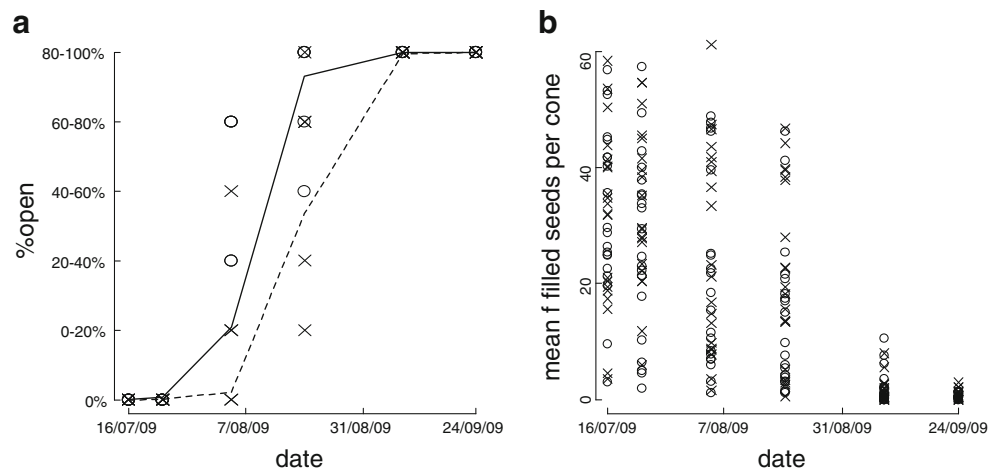 a
80-100%
60-80%
40-60%
20-40%
0-20%
0%
%open
16/07/09 7/08/09 31/08/09 24/09/09
date
b
60
40
20
0
mean f filled seeds per cone
16/07/09 7/08/09 31/08/09 24/09/09
date